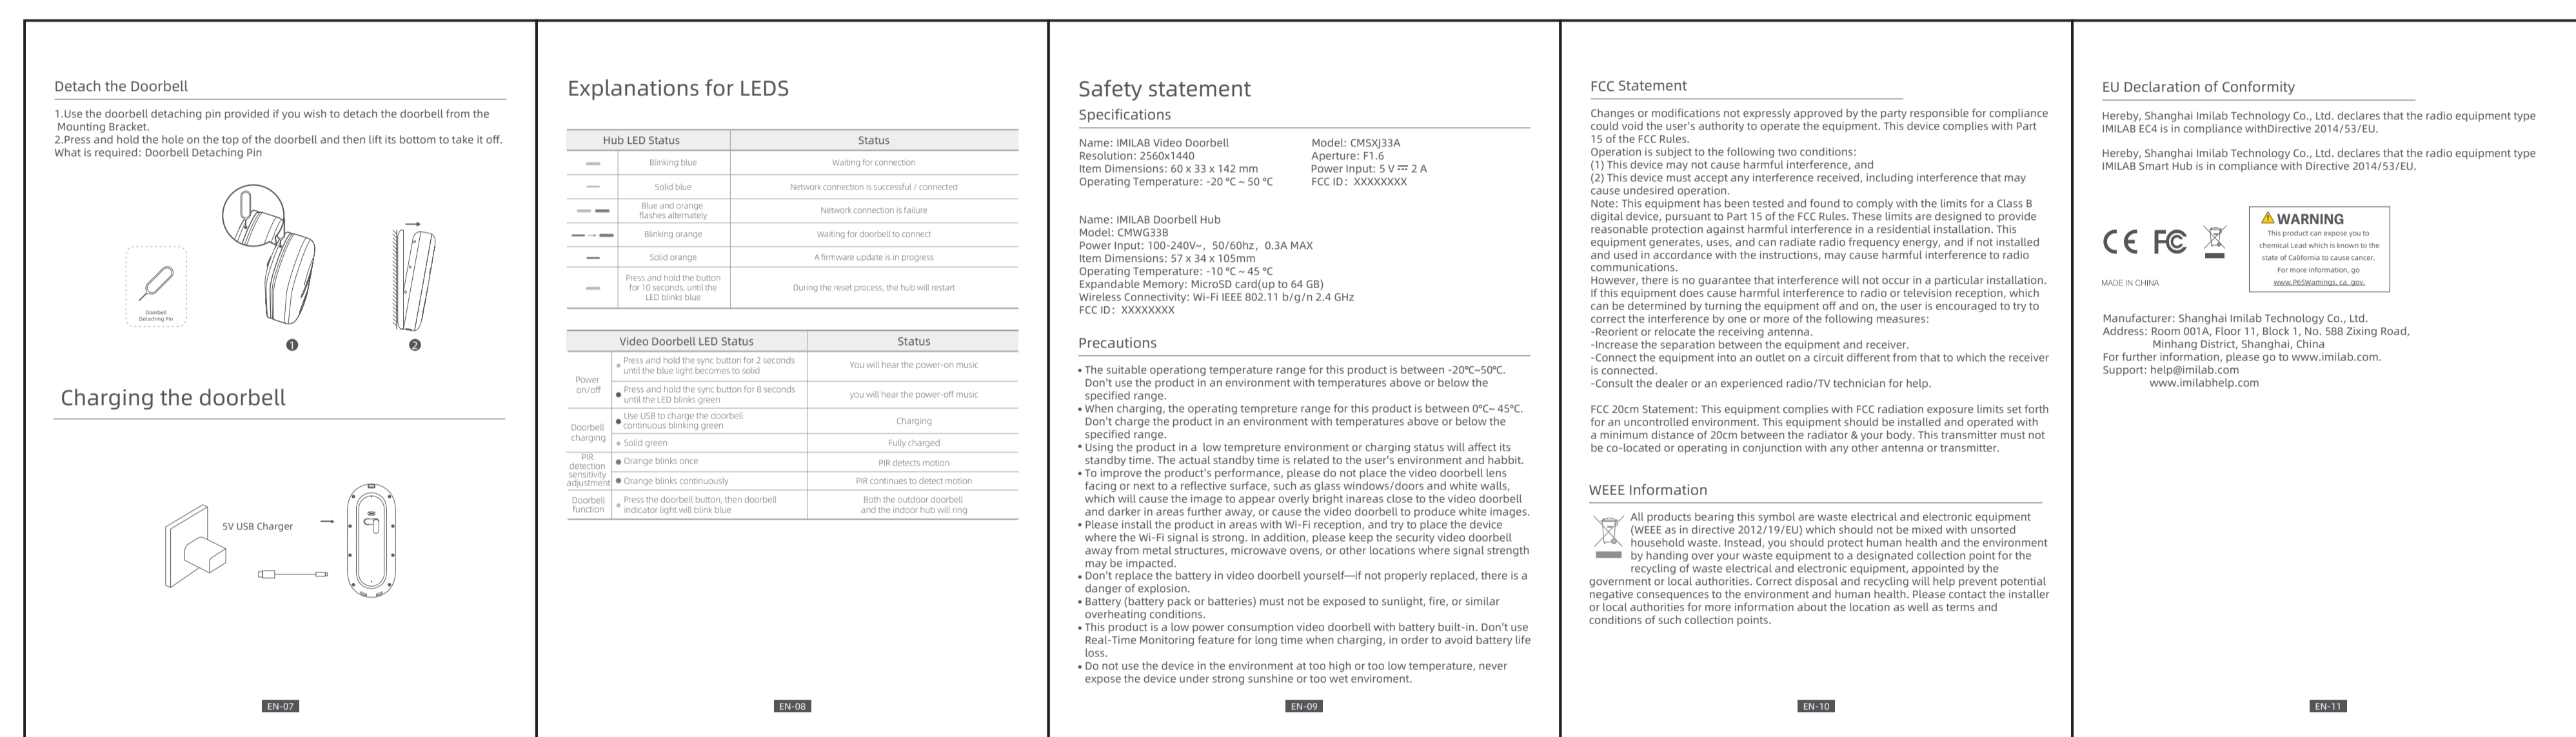 Detach the Doorbell
1.Use the doorbell detaching pin provided if you wish to detach the doorbell from the
Mounting Bracket.
2.Press and hold the hole on the top of the doorbell and then lift its bottom to take it off.
What is required: Doorbell Detaching Pin
Doorbell
Detaching Pin
1
2
Charging the doorbell
5V USB Charger
EN-07
Explanations for LEDS
Hub LED Status
Status
Blinking blue
Waiting for connection
Solid blue
Network connection is successful / connected
Blue and orange
flashes alternately
Network connection is failure
Blinking orange
Waiting for doorbell to connect
Solid orange
A firmware update is in progress
Press and hold the button
for 10 seconds, until the
LED blinks blue
During the reset process, the hub will restart
Video Doorbell LED Status
Status
Power
on/off
Press and hold the sync button for 2 seconds
until the blue light becomes to solid
You will hear the power-on music
Press and hold the sync button for 8 seconds
until the LED blinks green
you will hear the power-off music
Doorbell
charging
Use USB to charge the doorbell
continuous blinking green
Charging
Solid green
Fully charged
PIR
detection
sensitivity
adjustment
Orange blinks once
PIR detects motion
Orange blinks continuously
PIR continues to detect motion
Doorbell
function
Press the doorbell button, then doorbell
indicator light will blink blue
Both the outdoor doorbell
and the indoor hub will ring
EN-08
Safety statement
Specifications
Name: IMILAB Video Doorbell
Model: CMSXJ33A
Resolution: 2560x1440
Aperture: F1.6
Item Dimensions: 60 x 33 x 142 mm
Power Input: 5 V ⎓ 2 A
Operating Temperature: -20 ℃ ~ 50 ℃
FCC ID: XXXXXXXX
Name: IMILAB Doorbell Hub
Model: CMWG33B
Power Input: 100-240V~, 50/60hz, 0.3A MAX
Item Dimensions: 57 x 34 x 105mm
Operating Temperature: -10 ℃ ~ 45 ℃
Expandable Memory: MicroSD card(up to 64 GB)
Wireless Connectivity: Wi-Fi IEEE 802.11 b/g/n 2.4 GHz
FCC ID: XXXXXXXX
Precautions
• The suitable operationg temperature range for this product is between -20℃~50℃.
Don't use the product in an environment with temperatures above or below the
specified range.
• When charging, the operating tempreture range for this product is between 0℃~ 45℃.
Don't charge the product in an environment with temperatures above or below the
specified range.
• Using the product in a low tempreture environment or charging status will affect its
standby time. The actual standby time is related to the user's environment and habbit.
• To improve the product's performance, please do not place the video doorbell lens
facing or next to a reflective surface, such as glass windows/doors and white walls,
which will cause the image to appear overly bright inareas close to the video doorbell
and darker in areas further away, or cause the video doorbell to produce white images.
• Please install the product in areas with Wi-Fi reception, and try to place the device
where the Wi-Fi signal is strong. In addition, please keep the security video doorbell
away from metal structures, microwave ovens, or other locations where signal strength
may be impacted.
• Don't replace the battery in video doorbell yourself—if not properly replaced, there is a
danger of explosion.
• Battery (battery pack or batteries) must not be exposed to sunlight, fire, or similar
overheating conditions.
• This product is a low power consumption video doorbell with battery built-in. Don't use
Real-Time Monitoring feature for long time when charging, in order to avoid battery life
loss.
• Do not use the device in the environment at too high or too low temperature, never
expose the device under strong sunshine or too wet enviroment.
EN-09
FCC Statement
Changes or modifications not expressly approved by the party responsible for compliance
could void the user's authority to operate the equipment. This device complies with Part
15 of the FCC Rules.
Operation is subject to the following two conditions:
(1) This device may not cause harmful interference, and
(2) This device must accept any interference received, including interference that may
cause undesired operation.
Note: This equipment has been tested and found to comply with the limits for a Class B
digital device, pursuant to Part 15 of the FCC Rules. These limits are designed to provide
reasonable protection against harmful interference in a residential installation. This
equipment generates, uses, and can radiate radio frequency energy, and if not installed
and used in accordance with the instructions, may cause harmful interference to radio
communications.
However, there is no guarantee that interference will not occur in a particular installation.
If this equipment does cause harmful interference to radio or television reception, which
can be determined by turning the equipment off and on, the user is encouraged to try to
correct the interference by one or more of the following measures:
-Reorient or relocate the receiving antenna.
-Increase the separation between the equipment and receiver.
-Connect the equipment into an outlet on a circuit different from that to which the receiver
is connected.
-Consult the dealer or an experienced radio/TV technician for help.
FCC 20cm Statement: This equipment complies with FCC radiation exposure limits set forth
for an uncontrolled environment. This equipment should be installed and operated with
a minimum distance of 20cm between the radiator & your body. This transmitter must not
be co-located or operating in conjunction with any other antenna or transmitter.
WEEE Information
All products bearing this symbol are waste electrical and electronic equipment
(WEEE as in directive 2012/19/EU) which should not be mixed with unsorted
household waste. Instead, you should protect human health and the environment
by handing over your waste equipment to a designated collection point for the
recycling of waste electrical and electronic equipment, appointed by the
government or local authorities. Correct disposal and recycling will help prevent potential
negative consequences to the environment and human health. Please contact the installer
or local authorities for more information about the location as well as terms and
conditions of such collection points.
EN-10
EU Declaration of Conformity
Hereby, Shanghai Imilab Technology Co., Ltd. declares that the radio equipment type
IMILAB EC4 is in compliance withDirective 2014/53/EU.
Hereby, Shanghai Imilab Technology Co., Ltd. declares that the radio equipment type
IMILAB Smart Hub is in compliance with Directive 2014/53/EU.
CE FC
WARNING
This product can expose you to
chemical Lead which is known to the
state of California to cause cancer.
For more information, go
www.P65Warnings. ca. gov.
MADE IN CHINA
Manufacturer: Shanghai Imilab Technology Co., Ltd.
Address: Room 001A, Floor 11, Block 1, No. 588 Zixing Road,
Minhang District, Shanghai, China
For further information, please go to www.imilab.com.
Support: help@imilab.com
www.imilabhelp.com
EN-11